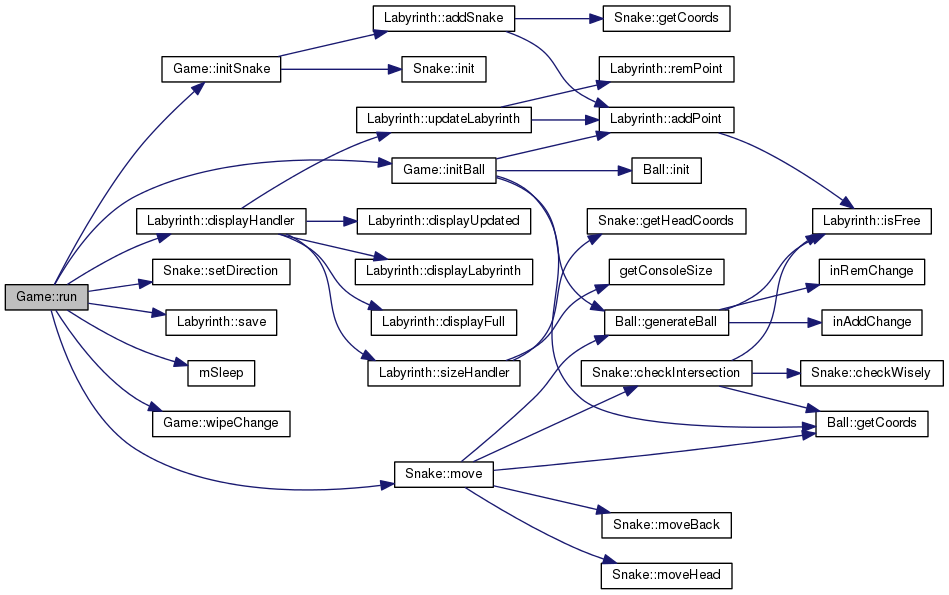 Labyrinth::addSnake
Snake::getCoords
Game::initSnake
Snake::init
Labyrinth::remPoint
Labyrinth::updateLabyrinth
Labyrinth::addPoint
Game::initBall
Ball::init
Labyrinth::displayHandler
Labyrinth::displayUpdated
Snake::getHeadCoords
Labyrinth::isFree
Snake::setDirection
Labyrinth::displayLabyrinth
getConsoleSize
inRemChange
Game::run
Labyrinth::save
Labyrinth::displayFull
Ball::generateBall
inAddChange
mSleep
Labyrinth::sizeHandler
Snake::checkIntersection
Snake::checkWisely
Game::wipeChange
Ball::getCoords
Snake::move
Snake::moveBack
Snake::moveHead